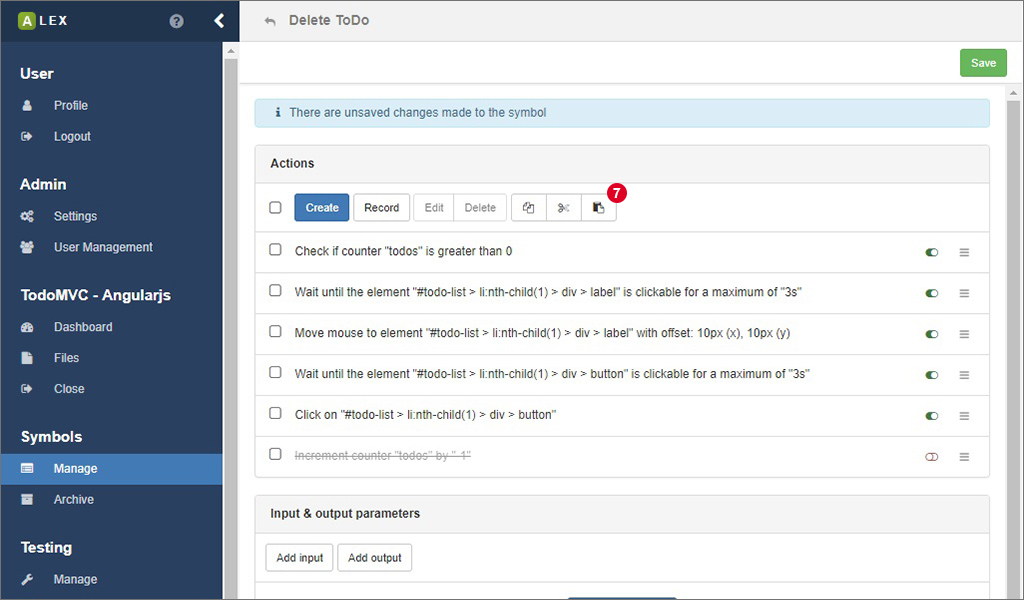 A LEX
User
Profile
Logout
Admin
Settings
User Management
TodoMVC - Angularjs
Dashboard
Files
Close
Symbols
Manage
Archive
Testing
Manage
Delete ToDo
Save
There are unsaved changes made to the symbol
Actions
Create Record Edit Delete 7
Check if counter "todos" is greater than 0
Wait until the element "#todo-list > li:nth-child(1) > div > label" is clickable for a maximum of "3s"
Move mouse to element "#todo-list > li:nth-child(1) > div > label" with offset: 10px (x), 10px (y)
Wait until the element "#todo-list > li:nth-child(1) > div > button" is clickable for a maximum of "3s"
Click on "#todo-list > li:nth-child(1) > div > button"
Increment counter "todos" by "-1"
Input & output parameters
Add input Add output